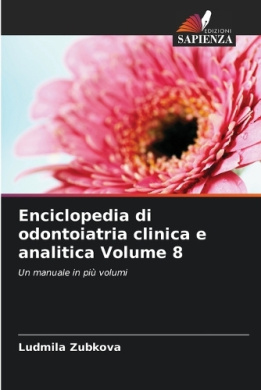 EDIZIONI
SAPIENZA
Enciclopedia di
odontoiatria clinica e
analitica Volume 8
Un manuale in più volumi
Ludmila Zubkova